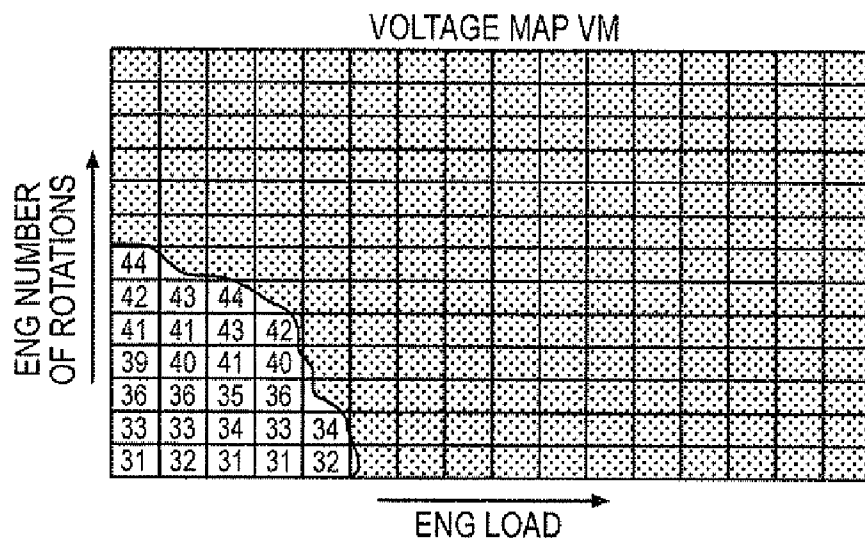 VOLTAGE MAP VM
ENG NUMBER
OF ROTATIONS
44
42 43 44
41 41 43 42
39 40 41 40
36 36 35 36
33 33 34 33 34
31 32 31 31 32
ENG LOAD